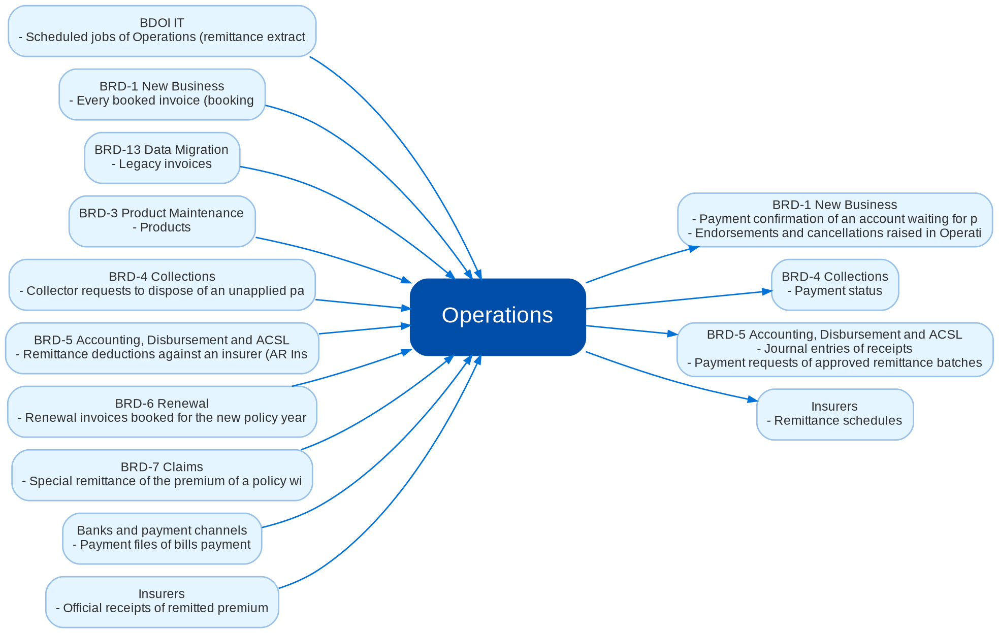 BDOI IT
- Scheduled jobs of Operations (remittance extract
BRD-1 New Business
- Every booked invoice (booking
BRD-13 Data Migration
- Legacy invoices
BRD-3 Product Maintenance
- Products
BRD-4 Collections
- Collector requests to dispose of an unapplied pa
BRD-5 Accounting, Disbursement and ACSL
- Remittance deductions against an insurer (AR Ins
BRD-6 Renewal
- Renewal invoices booked for the new policy year
BRD-7 Claims
- Special remittance of the premium of a policy wi
Banks and payment channels
- Payment files of bills payment
Insurers
- Official receipts of remitted premium
Operations
BRD-1 New Business
- Payment confirmation of an account waiting for p
- Endorsements and cancellations raised in Operati
BRD-4 Collections
- Payment status
BRD-5 Accounting, Disbursement and ACSL
- Journal entries of receipts
- Payment requests of approved remittance batches
Insurers
- Remittance schedules